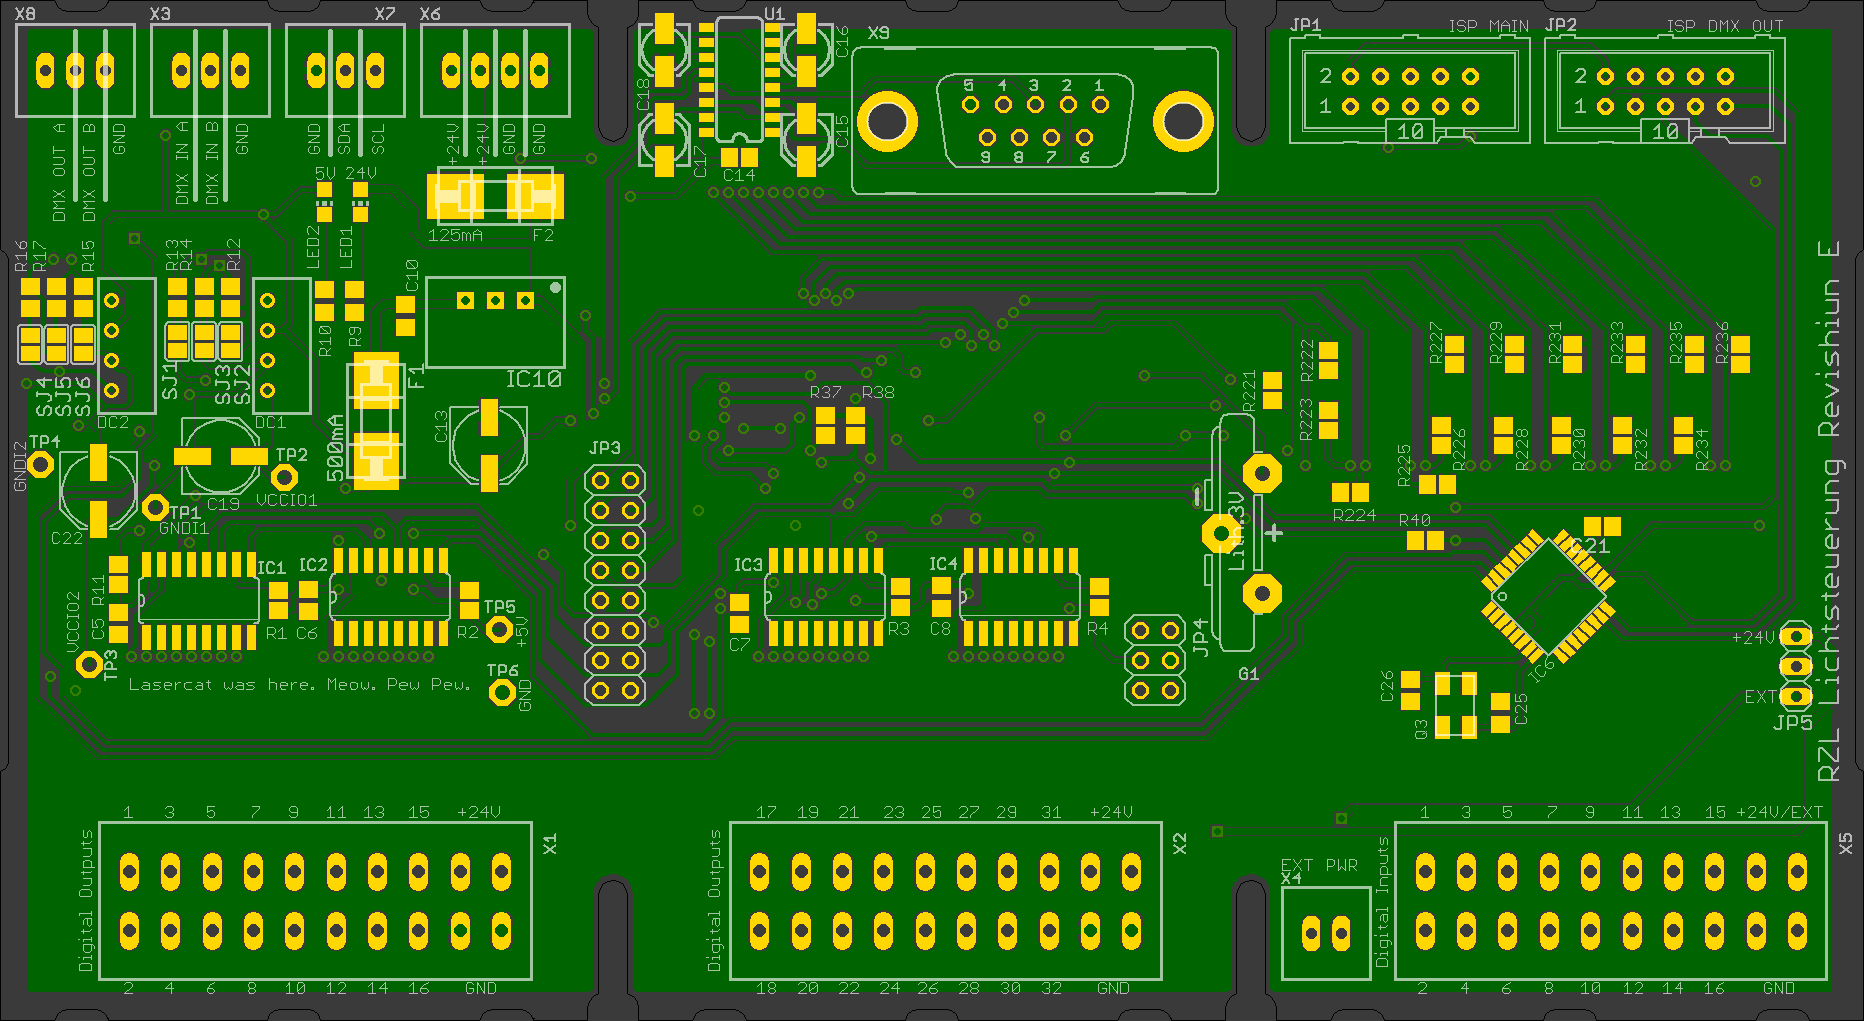 X8
X3
X7
X6
U1
X9
JP1
ISP MAIN
JP2
ISP DMX OUT
C16
C18
C15
C17
C14
5
4
3
2
1
9
8
7
6
2
1
10
2
1
10
DMX OUT A
DMX OUT B
GND
DMX IN A
DMX IN B
GND
GND
SDA
SCL
+24V
+24V
GND
GND
5V
24V
LED2
LED1
125mA
F2
R16
R17
R15
R13
R14
R12
C10
R10
R9
IC10
SJ4
SJ5
SJ6
SJ1
SJ3
SJ2
DC2
DC1
F1
500mA
C13
GNDI2
TP4
C22
C19
TP2
VCCIO1
TP1
GNDI1
JP3
R37
R38
R221
R222
R223
R224
R225
R227
R229
R231
R233
R235
R236
R226
R228
R230
R232
R234
R40
C21
IC6
Lith.3V
-
+
G1
R11
C5
VCCIO2
TP3
IC1
R1
IC2
C6
R2
TP5
+5V
TP6
GND
Lasercat was here. Meow. Pew Pew.
IC3
C7
R3
IC4
C8
R4
JP4
C26
Q3
C25
+24V
EXT
JP5
RZL Lichtsteuerung Revishiun E
1 3 5 7 9 11 13 15 +24V
Digital Outputs
X1
2 4 6 8 10 12 14 16 GND
17 19 21 23 25 27 29 31 +24V
Digital Outputs
X2
18 20 22 24 26 28 30 32 GND
EXT PWR
X4
1 3 5 7 9 11 13 15 +24V/EXT
Digital Inputs
X5
2 4 6 8 10 12 14 16 GND